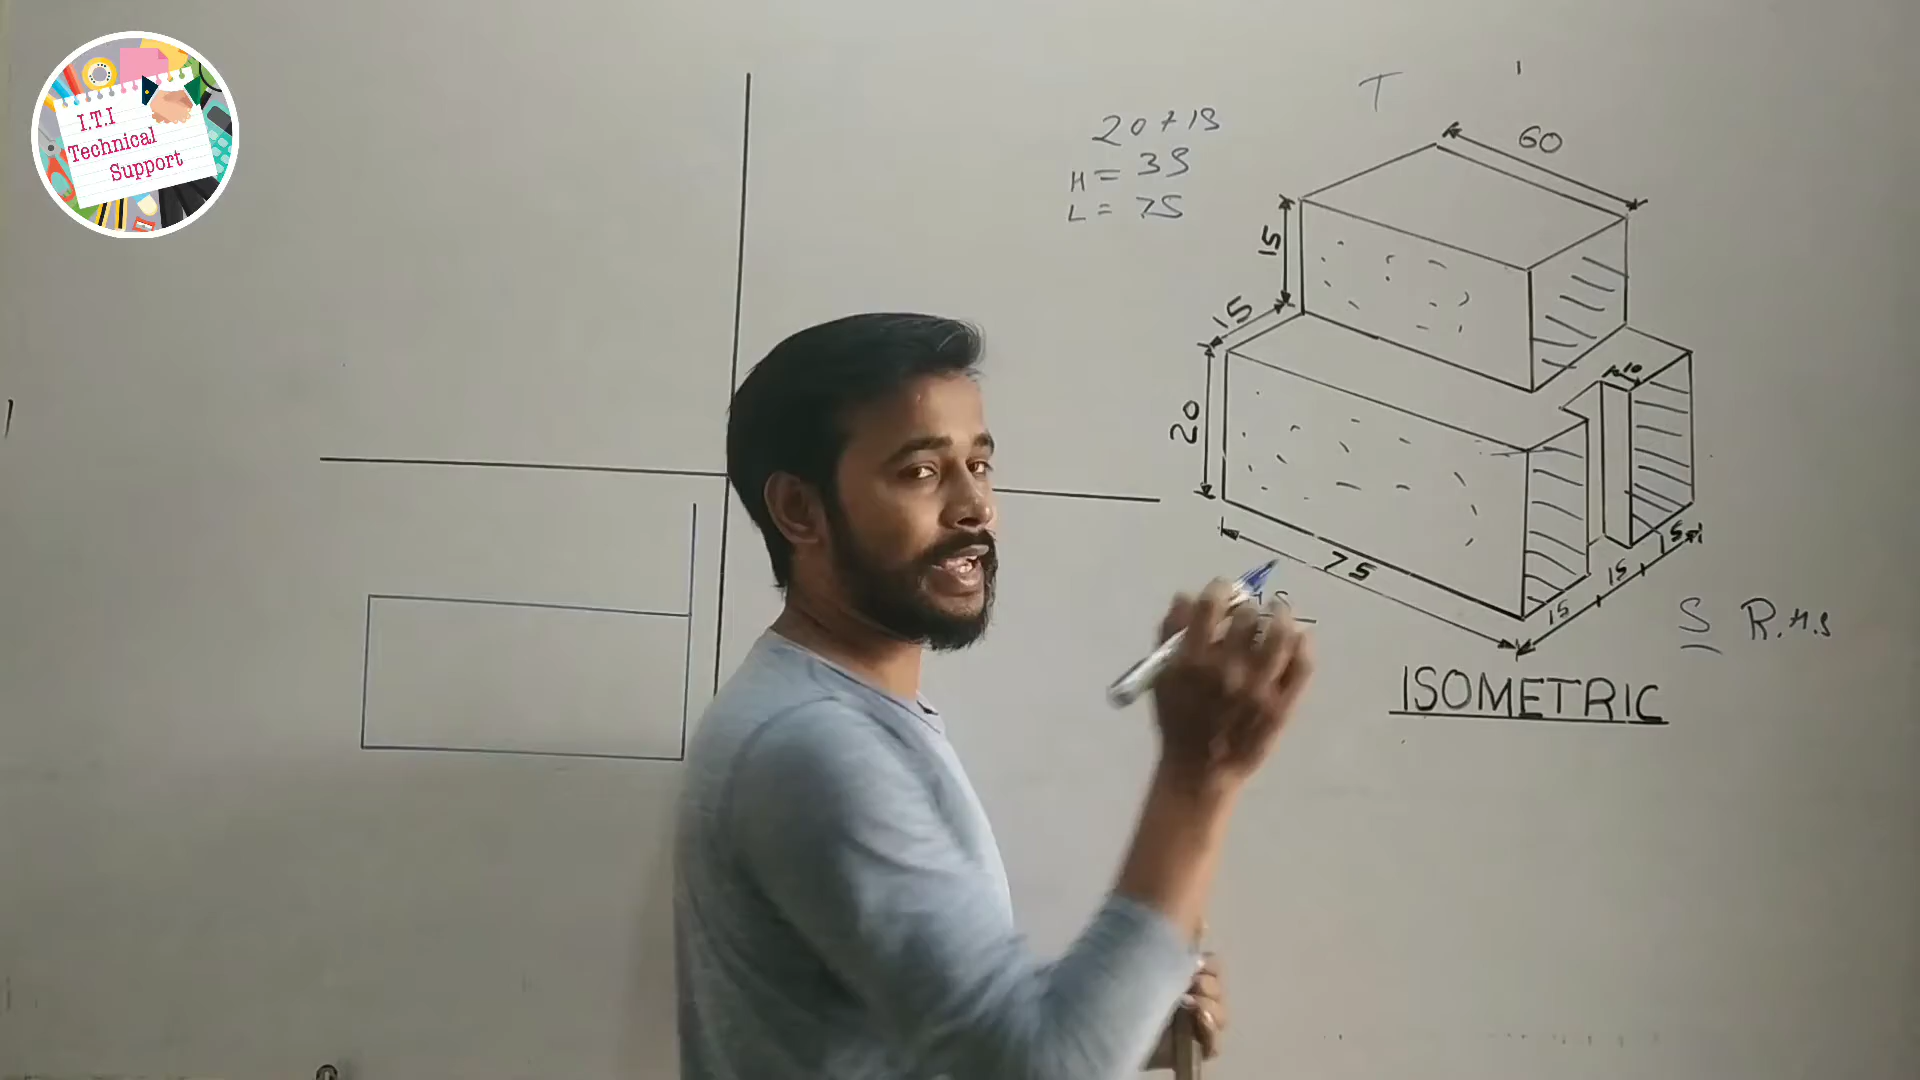 I.T.I
Technical
Support
T
20+15
H = 35
L = 75
60
15
15
10
20
75
15
15
5
S R.H.S
ISOMETRIC